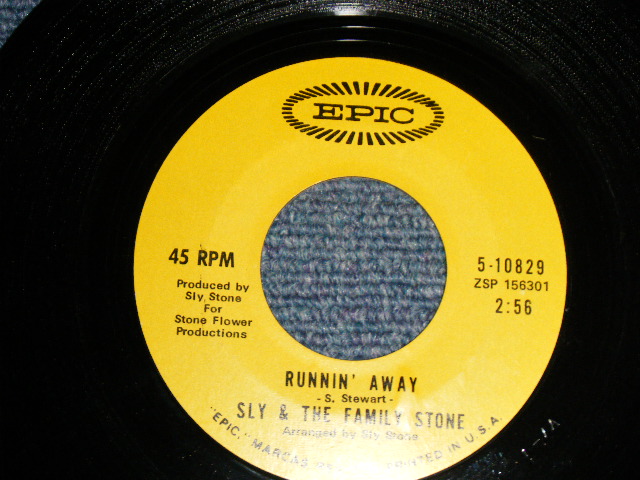 EPIC
45 RPM
Produced by
Sly Stone
For
Stone Flower
Productions
5-10829
ZSP 156301
2:56
RUNNIN' AWAY
- S. Stewart -
SLY & THE FAMILY STONE
Arranged by Sly Stone
"EPIC," MARCAS PRINTED IN U.S.A.